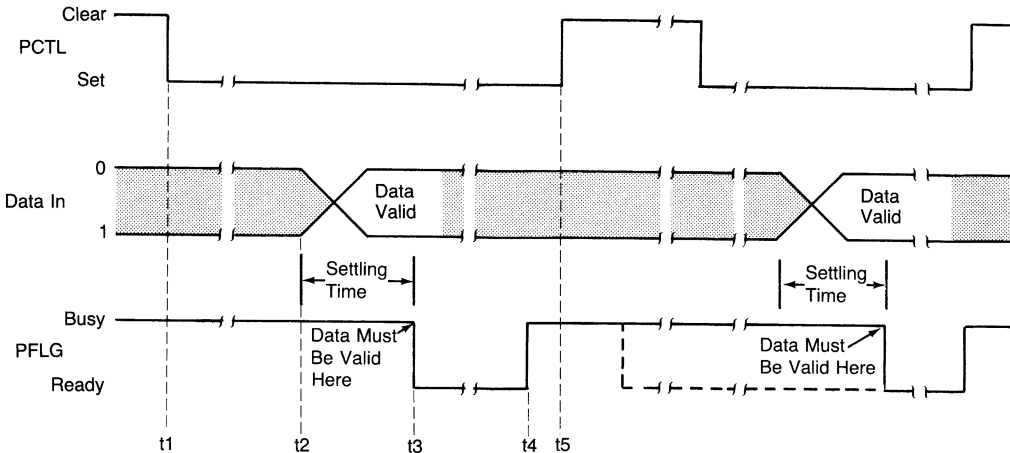 Clear
PCTL
Set
0
Data In
1
Data
Valid
Data
Valid
Settling
Time
Settling
Time
Busy
PFLG
Ready
Data Must
Be Valid
Here
Data Must
Be Valid Here
t1
t2
t3
t4
t5